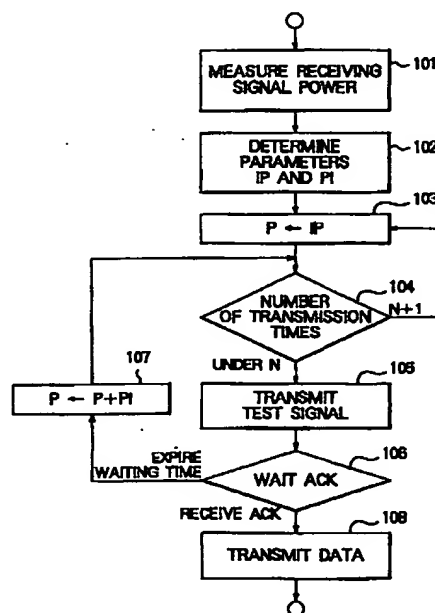 MEASURE RECEIVING
SIGNAL POWER
101
DETERMINE
PARAMETERS
IP AND PI
102
103
P ← IP
104
NUMBER
OF TRANSMISSION
TIMES
N+1
UNDER N
107
P ← P+PI
105
TRANSMIT
TEST SIGNAL
EXPIRE
WAITING TIME
106
WAIT ACK
RECEIVE ACK
108
TRANSMIT DATA